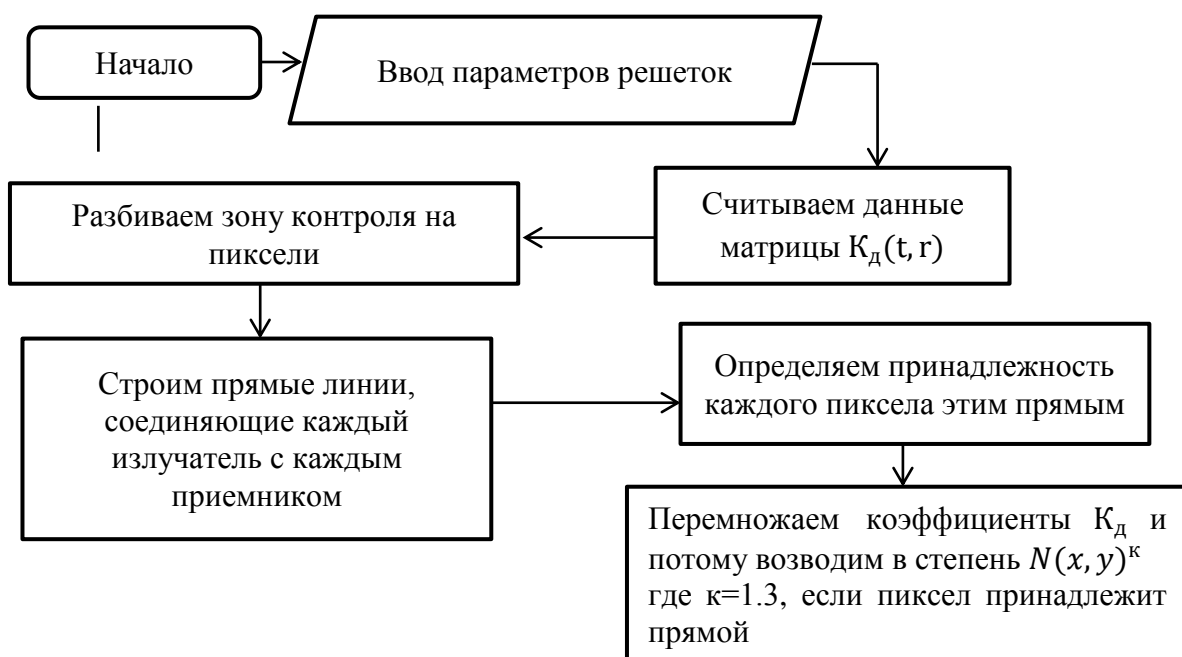 Начало
Ввод параметров решеток
Считываем данные
матрицы К_д(t, r)
Разбиваем зону контроля на
пиксели
Строим прямые линии,
соединяющие каждый
излучатель с каждым
приемником
Определяем принадлежность
каждого пиксела этим прямым
Перемножаем коэффициенты К_д и
потому возводим в степень N(x, y)^к
где к=1.3, если пиксел принадлежит
прямой